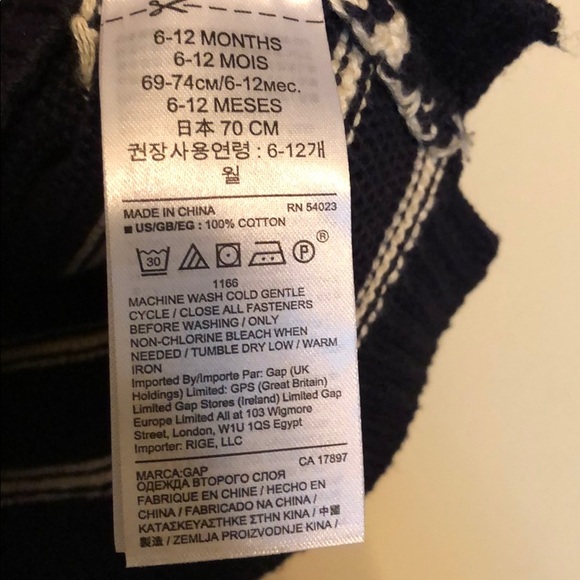 6-12 MONTHS
6-12 MOIS
69-74см/6-12мес.
6-12 MESES
日本 70 CM
권장사용연령 : 6-12개
월
MADE IN CHINA RN 54023
■ US/GB/EG : 100% COTTON
30 P ®
1166
MACHINE WASH COLD GENTLE
CYCLE / CLOSE ALL FASTENERS
BEFORE WASHING / ONLY
NON-CHLORINE BLEACH WHEN
NEEDED / TUMBLE DRY LOW / WARM
IRON
Imported By/Importe Par: Gap (UK
Holdings) Limited: GPS (Great Britain)
Limited Gap Stores (Ireland) Limited Gap
Europe Limited All at 103 Wigmore
Street, London, W1U 1QS Egypt
Importer: RIGE, LLC
CA 17897
MARCA:GAP
ОДЕЖДА ВТОРОГО СЛОЯ
FABRIQUE EN CHINE / HECHO EN
CHINA / FABRICADO NA CHINA /
ΚΑΤΑΣΚΕΥΑΣΤΗΚΕ ΣΤΗΝ ΚΙΝΑ / 中國
製造 / ZEMLJA PROIZVODNJE KINA /